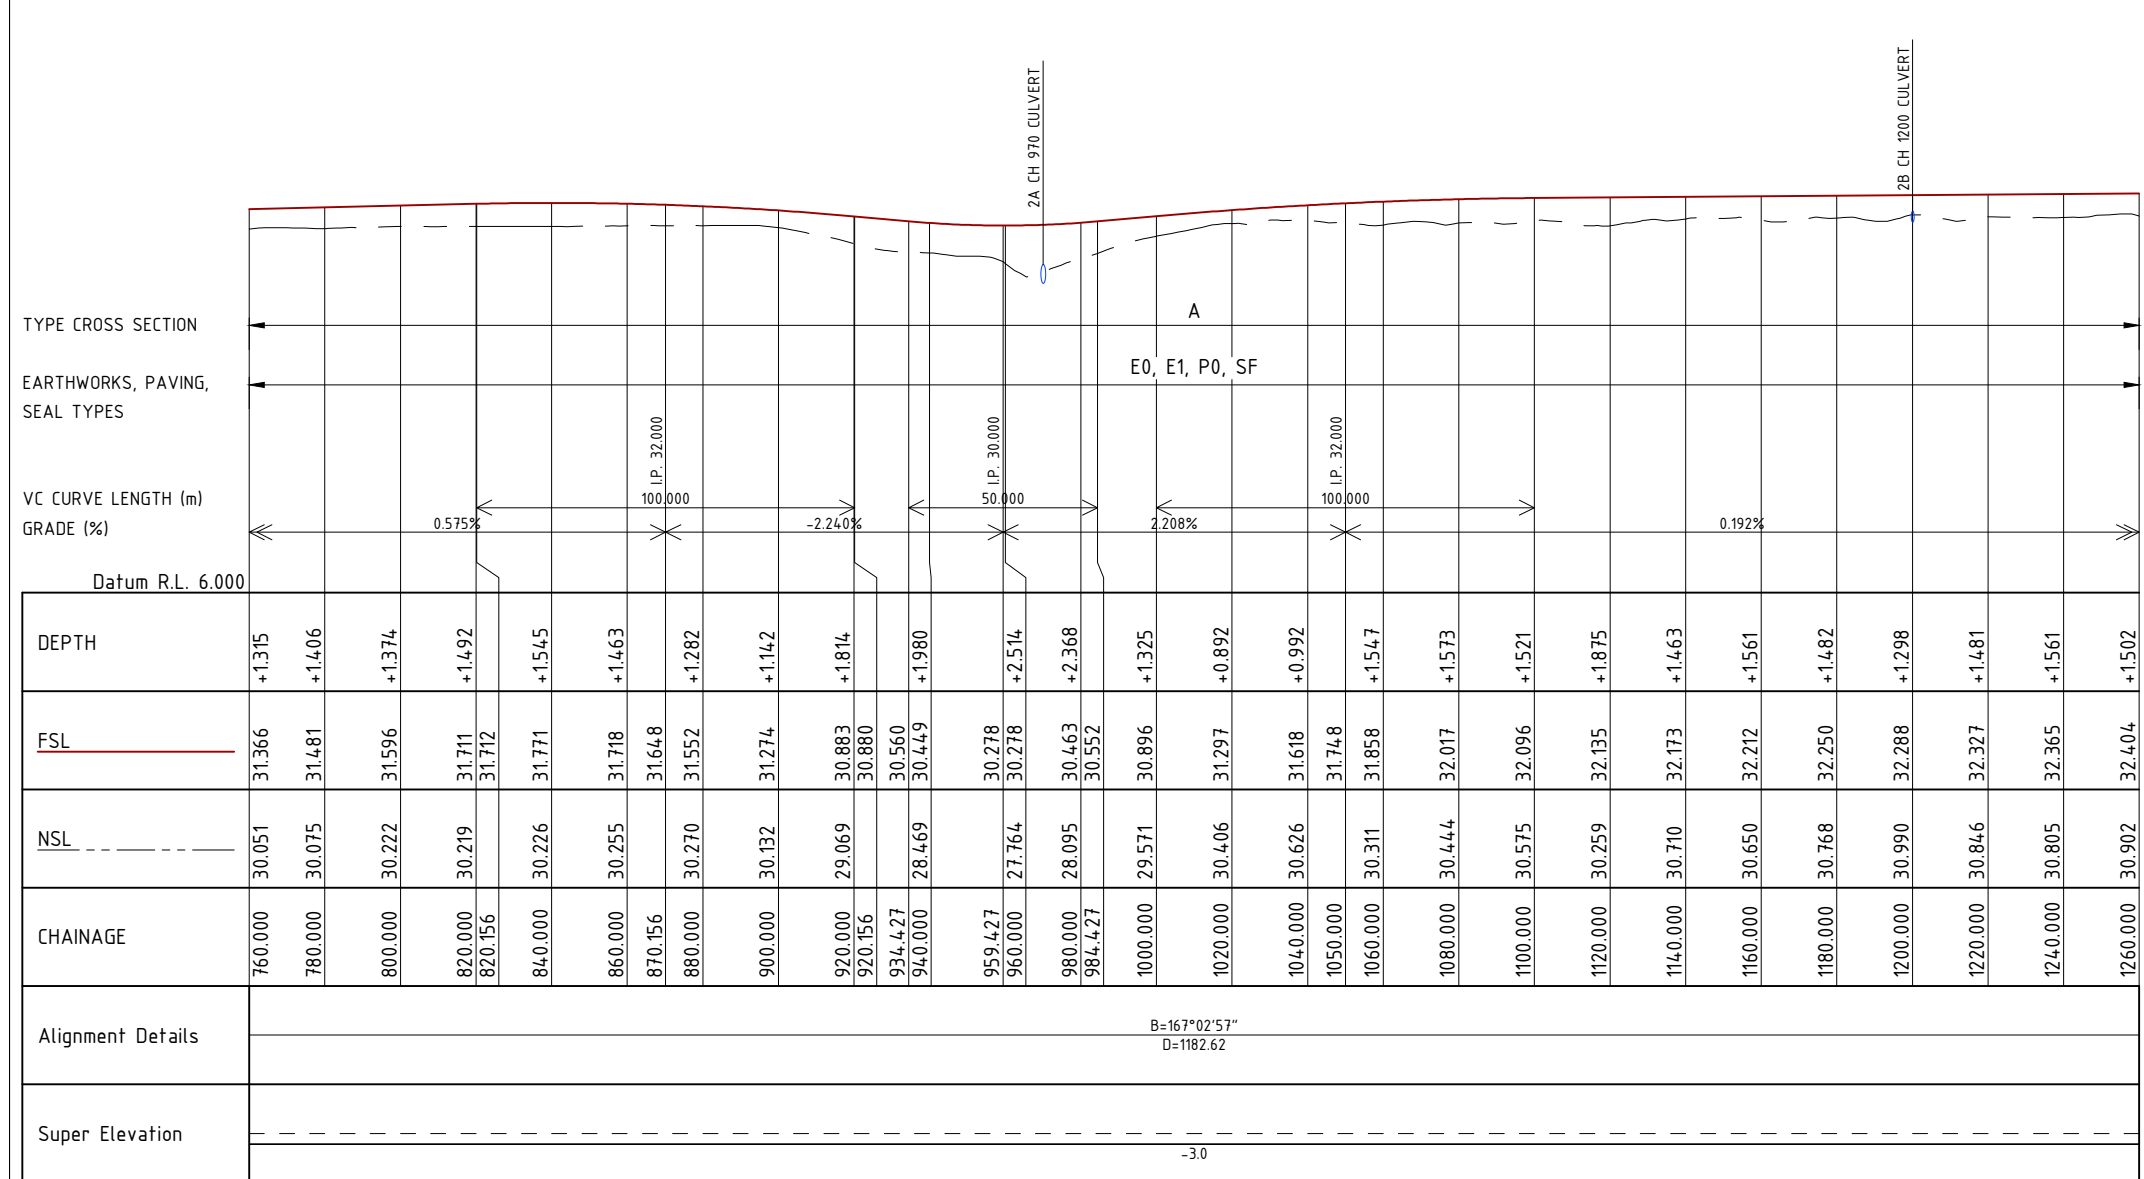 2A CH 970 CULVERT
2B CH 1200 CULVERT
TYPE CROSS SECTION
A
EARTHWORKS, PAVING,
SEAL TYPES
E0, E1, P0, SF
I.P. 32.000
I.P. 30.000
I.P. 32.000
VC CURVE LENGTH (m)
100.000
50.000
100.000
GRADE (%)
0.575%
-2.240%
2.208%
0.192%
Datum R.L. 6.000
DEPTH
+1.315 +1.406 +1.374 +1.492 +1.545 +1.463 +1.282 +1.142 +1.814 +1.980 +2.514 +2.368 +1.325 +0.892 +0.992 +1.547 +1.573 +1.521 +1.875 +1.463 +1.561 +1.482 +1.298 +1.481 +1.561 +1.502
FSL
31.366 31.481 31.596 31.711 31.712 31.771 31.718 31.648 31.552 31.274 30.883 30.880 30.560 30.449 30.278 30.278 30.463 30.552 30.896 31.297 31.618 31.748 31.858 32.017 32.096 32.135 32.173 32.212 32.250 32.288 32.327 32.365 32.404
NSL
30.051 30.075 30.222 30.219 30.226 30.255 30.270 30.132 29.069 28.469 27.764 28.095 29.571 30.406 30.626 30.311 30.444 30.575 30.259 30.710 30.650 30.768 30.990 30.846 30.805 30.902
CHAINAGE
760.000 780.000 800.000 820.000 820.156 840.000 860.000 870.156 880.000 900.000 920.000 920.156 934.427 940.000 959.427 960.000 980.000 984.427 1000.000 1020.000 1040.000 1050.000 1060.000 1080.000 1100.000 1120.000 1140.000 1160.000 1180.000 1200.000 1220.000 1240.000 1260.000
Alignment Details
B=167°02'57"
D=1182.62
Super Elevation
-3.0